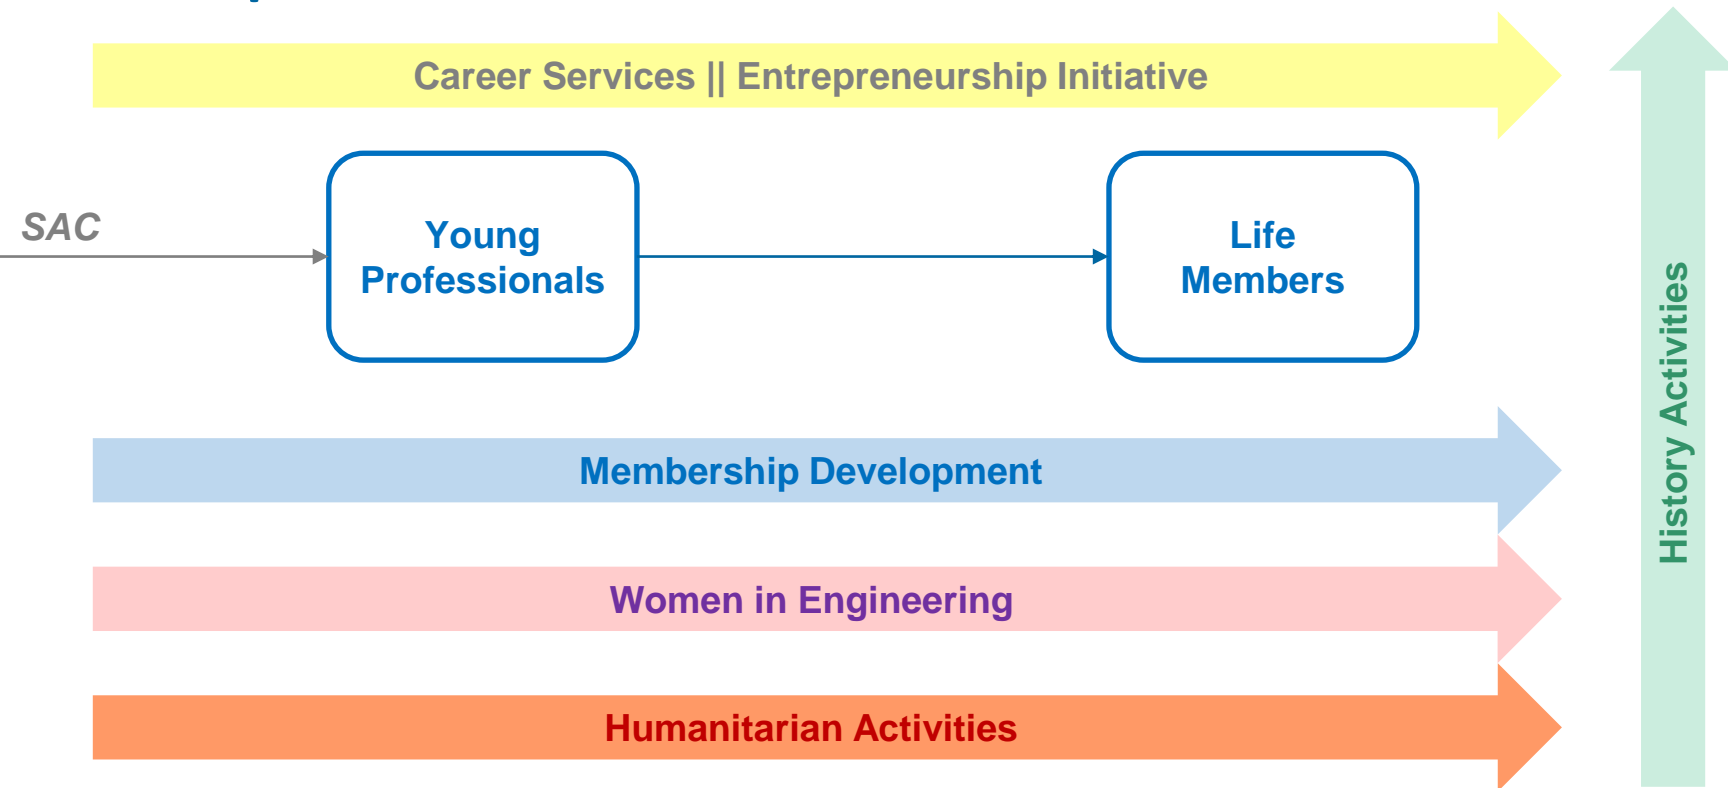 Career Services || Entrepreneurship Initiative
SAC
Young
Professionals
Life
Members
History Activities
Membership Development
Women in Engineering
Humanitarian Activities